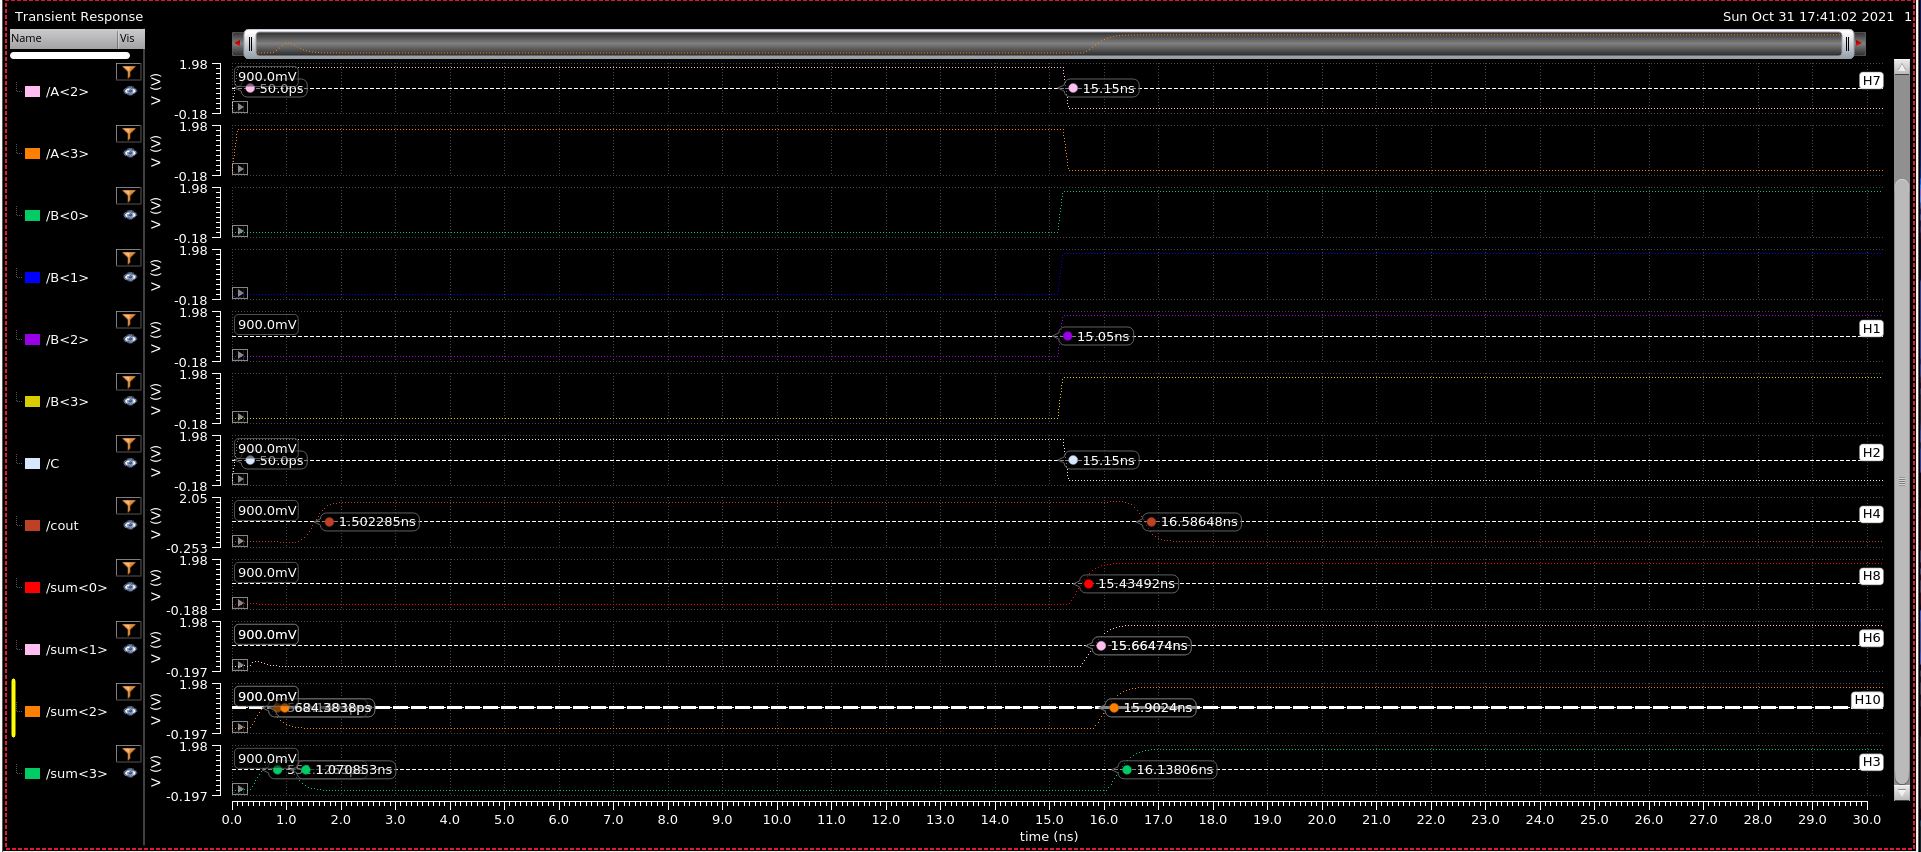 Transient Response
Sun Oct 31 17:41:02 2021 1
Name Vis
/A<2>
V (V)
1.98
-0.18
900.0mV
50.0ps
15.15ns
H7
/A<3>
V (V)
1.98
-0.18
/B<0>
V (V)
1.98
-0.18
/B<1>
V (V)
1.98
-0.18
/B<2>
V (V)
1.98
-0.18
900.0mV
15.05ns
H1
/B<3>
V (V)
1.98
-0.18
/C
V (V)
1.98
-0.18
900.0mV
50.0ps
15.15ns
H2
/cout
V (V)
2.05
-0.253
900.0mV
1.502285ns
16.58648ns
H4
/sum<0>
V (V)
1.98
-0.188
900.0mV
15.43492ns
H8
/sum<1>
V (V)
1.98
-0.197
900.0mV
15.66474ns
H6
/sum<2>
V (V)
1.98
-0.197
900.0mV
684.3838ps
15.9024ns
H10
/sum<3>
V (V)
1.98
-0.197
900.0mV
1.070853ns
16.13806ns
H3
0.0 1.0 2.0 3.0 4.0 5.0 6.0 7.0 8.0 9.0 10.0 11.0 12.0 13.0 14.0 15.0 16.0 17.0 18.0 19.0 20.0 21.0 22.0 23.0 24.0 25.0 26.0 27.0 28.0 29.0 30.0
time (ns)